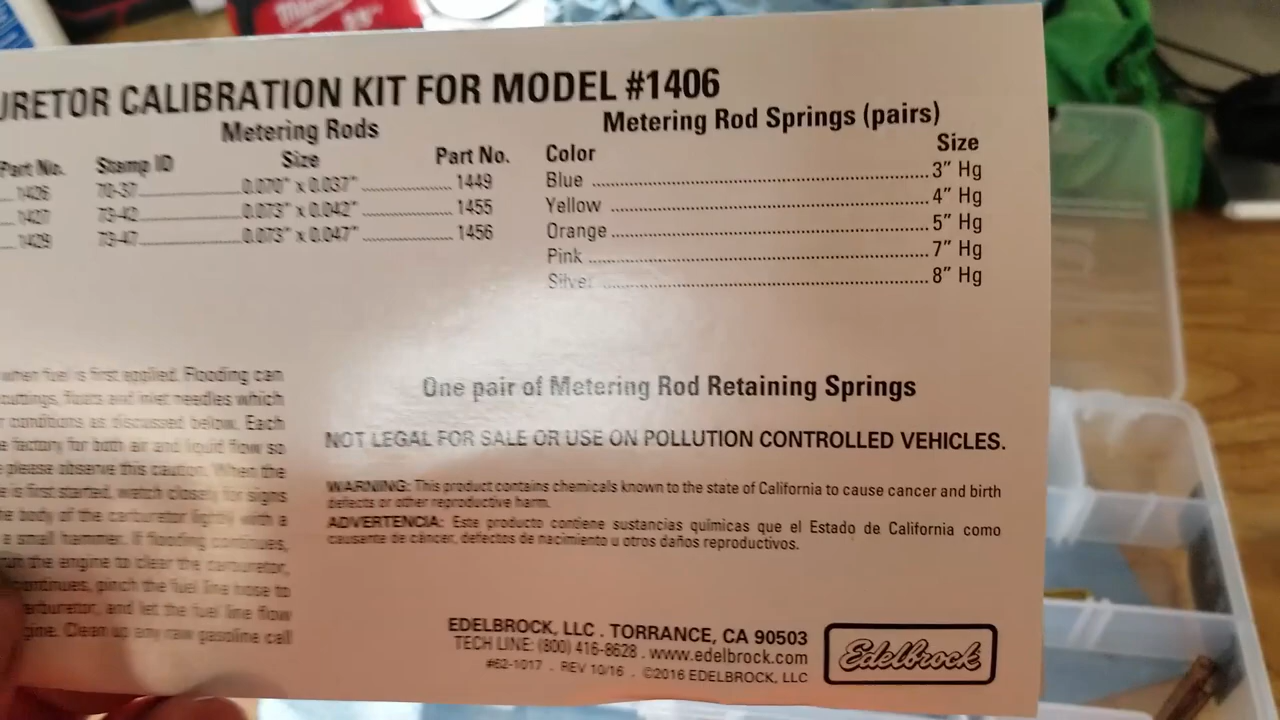 URETOR CALIBRATION KIT FOR MODEL #1406
Metering Rods
Part No. Stamp ID Size Part No.
1426 70-37 0.070" x 0.037" 1449
1427 73-42 0.073" x 0.042" 1455
1429 73-47 0.073" x 0.047" 1456
Metering Rod Springs (pairs)
Color Size
Blue 3" Hg
Yellow 4" Hg
Orange 5" Hg
Pink 7" Hg
Silver 8" Hg
when fuel is first applied. Flooding can
cuttings, floats and inlet needles which
r conditions as discussed below. Each
e factory for both air and liquid flow so
please observe this caution. When the
e is first started, watch closely for signs
he body of the carburetor lightly with a
a small hammer. If flooding continues,
run the engine to clear the carburetor,
continues, pinch the fuel line hose to
arburetor, and let the fuel line flow
gine. Clean up any raw gasoline call
One pair of Metering Rod Retaining Springs
NOT LEGAL FOR SALE OR USE ON POLLUTION CONTROLLED VEHICLES.
WARNING: This product contains chemicals known to the state of California to cause cancer and birth
defects or other reproductive harm.
ADVERTENCIA: Este producto contiene sustancias químicas que el Estado de California como
causante de cáncer, defectos de nacimiento u otros daños reproductivos.
EDELBROCK, LLC . TORRANCE, CA 90503
TECH LINE: (800) 416-8628 . www.edelbrock.com
#62-1017 . REV 10/16 . ©2016 EDELBROCK, LLC
Edelbrock